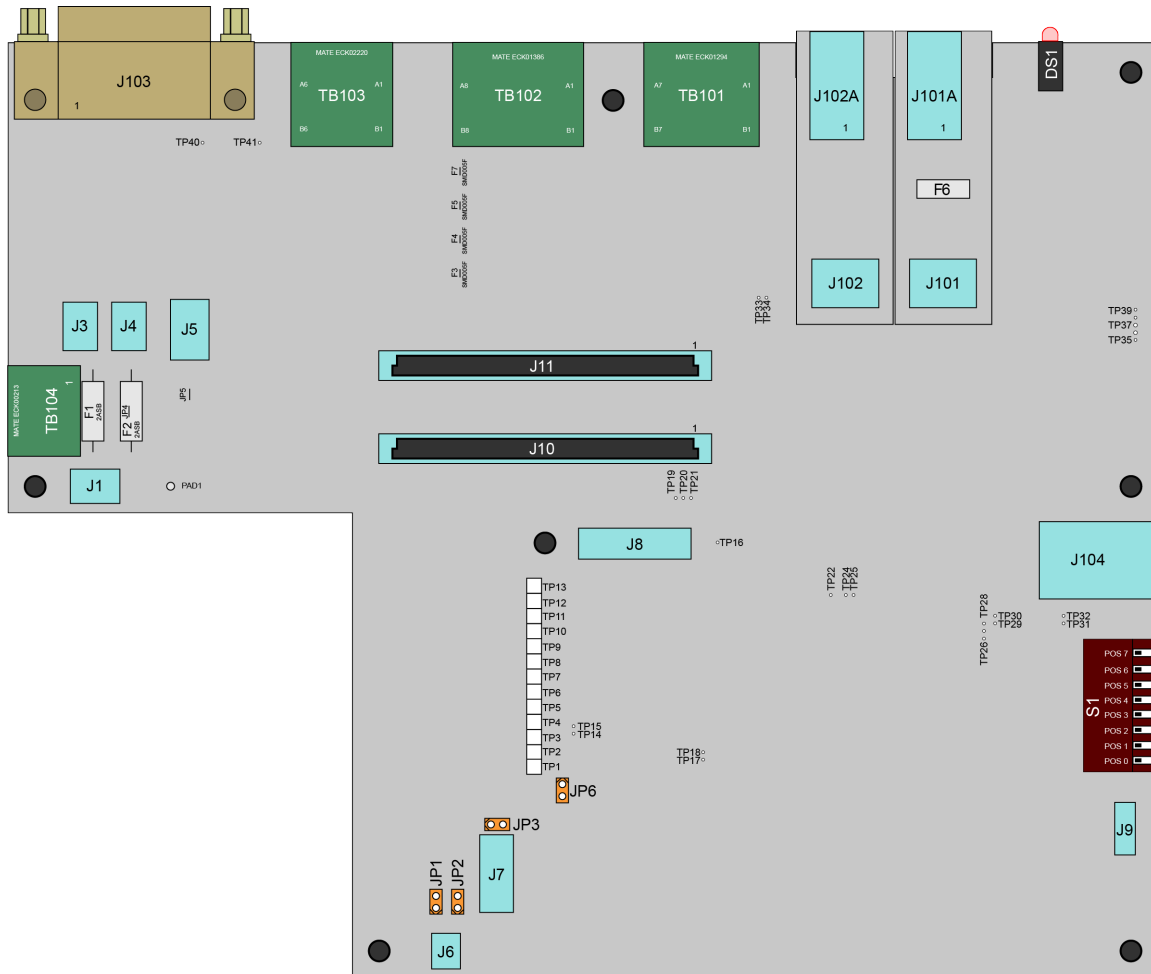 J103
1
MATE ECK02220
A6 A1
TB103
B6 B1
MATE ECK01386
A8 A1
TB102
B8 B1
MATE ECK01294
A7 A1
TB101
B7 B1
J102A
1
J101A
1
DS1
TP40
TP41
F7
SMD005F
F5
SMD005F
F4
SMD005F
F3
SMD005F
F6
J102
J101
TP33
TP34
TP39
TP37
TP35
J3
J4
J5
1
J11
MATE ECK00213
TB104
1
F1
2ASB
F2
JP4
2ASB
JP5
1
J10
J1
PAD1
TP19
TP20
TP21
J8
TP16
J104
TP22
TP24
TP25
TP28
TP30
TP29
TP26
TP32
TP31
TP13
TP12
TP11
TP10
TP9
TP8
TP7
TP6
TP5
TP4
TP3
TP2
TP1
TP15
TP14
TP18
TP17
S1
POS 7
POS 6
POS 5
POS 4
POS 3
POS 2
POS 1
POS 0
JP6
JP3
J9
JP1
JP2
J7
J6